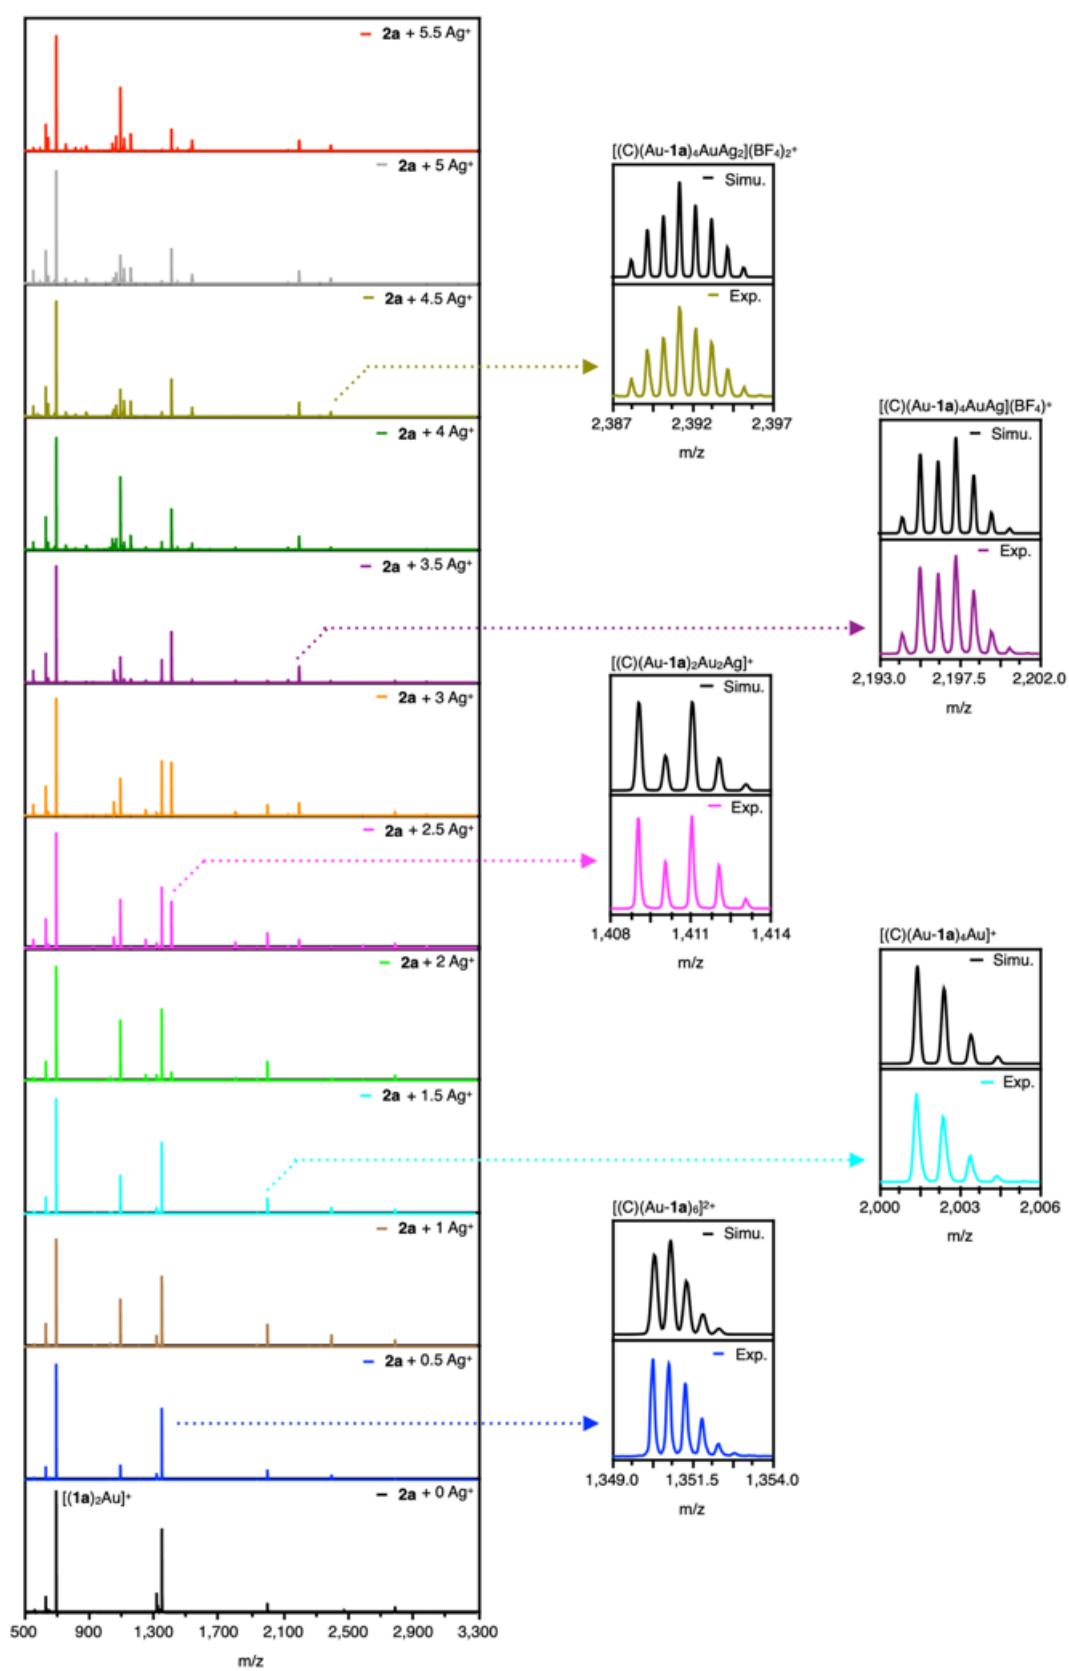 2a + 5.5 Ag⁺
2a + 5 Ag⁺
2a + 4.5 Ag⁺
2a + 4 Ag⁺
2a + 3.5 Ag⁺
2a + 3 Ag⁺
2a + 2.5 Ag⁺
2a + 2 Ag⁺
2a + 1.5 Ag⁺
2a + 1 Ag⁺
2a + 0.5 Ag⁺
[(1a)₂Au]⁺
2a + 0 Ag⁺
500 900 1,300 1,700 2,100 2,500 2,900 3,300
m/z
[(C)(Au-1a)₄AuAg₂](BF₄)₂⁺
Simu.
Exp.
2,387 2,392 2,397
m/z
[(C)(Au-1a)₄AuAg](BF₄)⁺
Simu.
Exp.
2,193.0 2,197.5 2,202.0
m/z
[(C)(Au-1a)₂Au₂Ag]⁺
Simu.
Exp.
1,408 1,411 1,414
m/z
[(C)(Au-1a)₄Au]⁺
Simu.
Exp.
2,000 2,003 2,006
m/z
[(C)(Au-1a)₆]²⁺
Simu.
Exp.
1,349.0 1,351.5 1,354.0
m/z